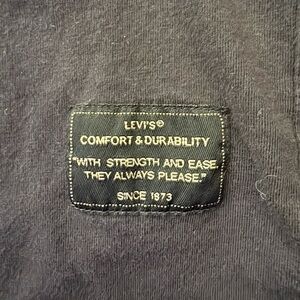 LEVI'S©
COMFORT & DURABILITY
"WITH STRENGTH AND EASE
THEY ALWAYS PLEASE."
SINCE 1873